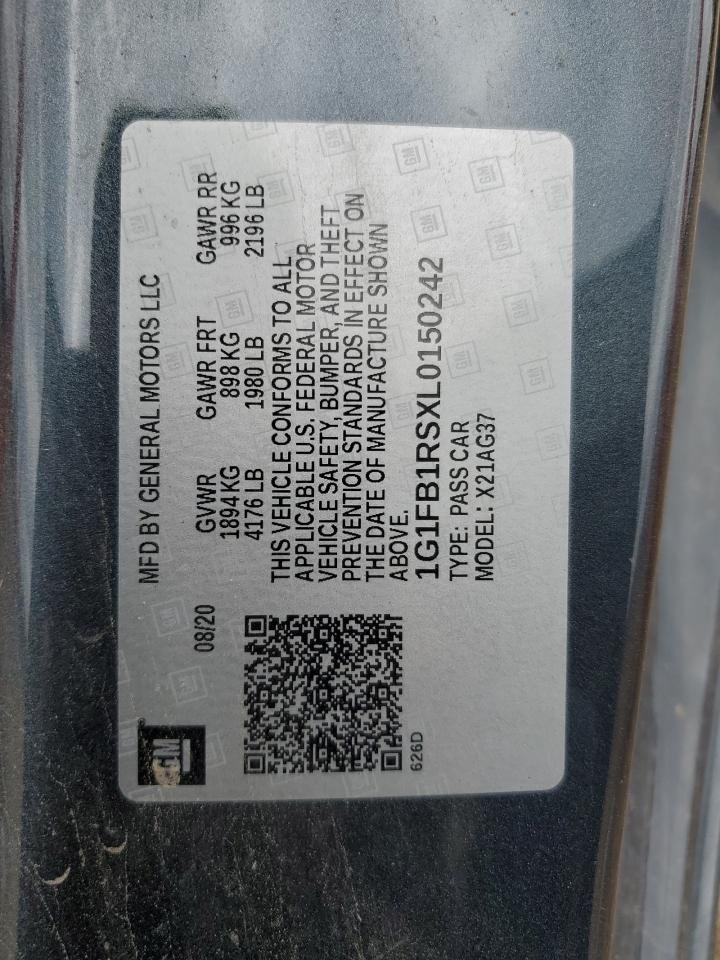 GM
08/20
MFD BY GENERAL MOTORS LLC
GVWR GAWR FRT GAWR RR
1894 KG 898 KG 996 KG
4176 LB 1980 LB 2196 LB
THIS VEHICLE CONFORMS TO ALL
APPLICABLE U.S. FEDERAL MOTOR
VEHICLE SAFETY, BUMPER, AND THEFT
PREVENTION STANDARDS IN EFFECT ON
THE DATE OF MANUFACTURE SHOWN
ABOVE.
1G1FB1RSXL0150242
TYPE: PASS CAR
MODEL: X21AG37
626D